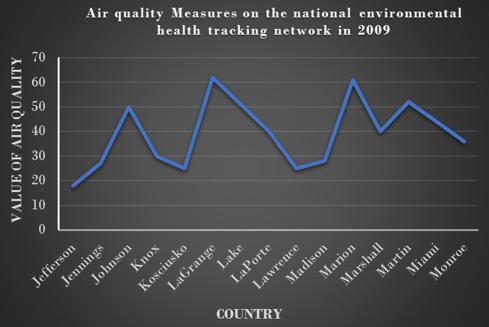 Air quality Measures on the national environmental
health tracking network in 2009
VALUE OF AIR QUALITY
70
60
50
40
30
20
10
0
Jefferson
Jennings
Johnson
Knox
Kosciusko
LaGrange
Lake
LaPorte
Lawrence
Madison
Marion
Marshall
Martin
Miami
Monroe
COUNTRY